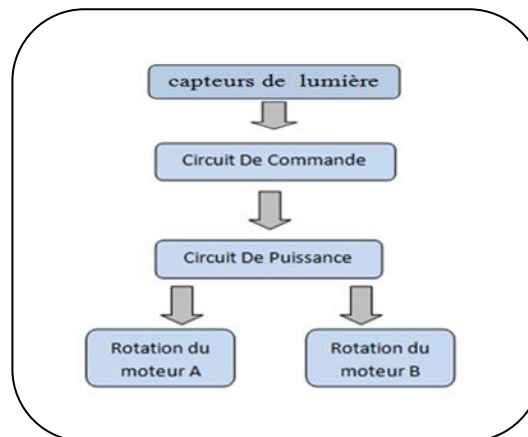 capteurs de lumière
Circuit De Commande
Circuit De Puissance
Rotation du
moteur A
Rotation du
moteur B